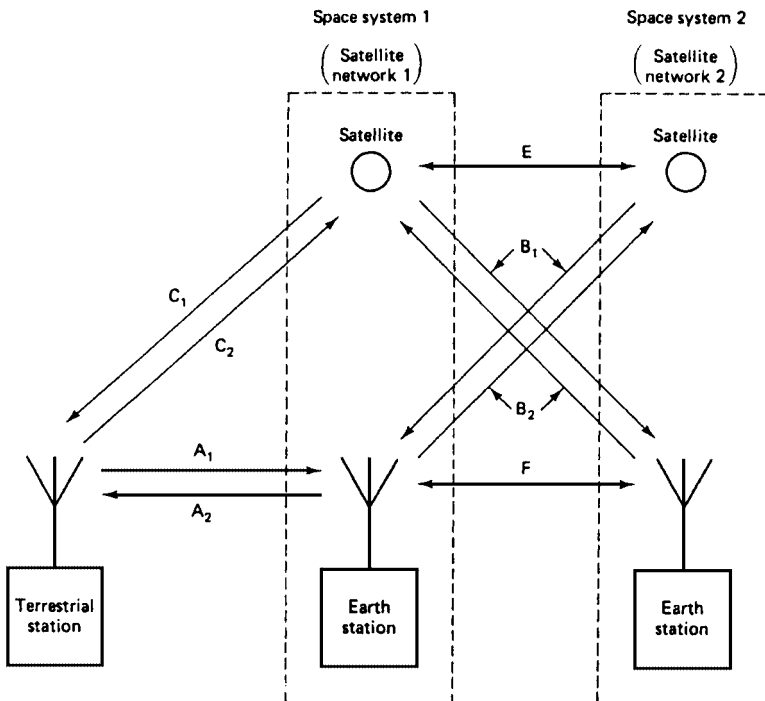 Space system 1
Space system 2
(Satellite
network 1)
(Satellite
network 2)
Satellite
Satellite
E
B1
C1
C2
B2
A1
A2
F
Terrestrial
station
Earth
station
Earth
station